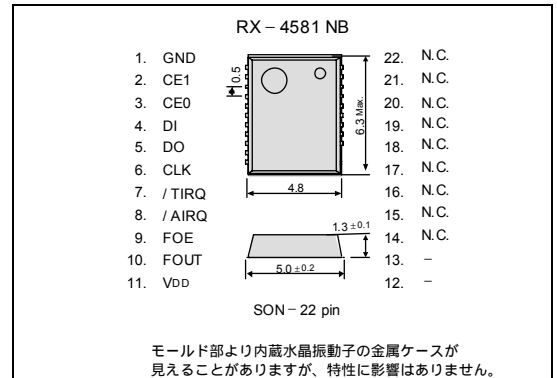 RX − 4581 NB
1. GND
2. CE1
3. CE0
4. DI
5. DO
6. CLK
7. / TIRQ
8. / AIRQ
9. FOE
10. FOUT
11. VDD
0.5
6.3 Max.
4.8
1.3 ±0.1
5.0 ±0.2
22. N.C.
21. N.C.
20. N.C.
19. N.C.
18. N.C.
17. N.C.
16. N.C.
15. N.C.
14. N.C.
13. −
12. −
SON − 22 pin
モールド部より内蔵水晶振動子の金属ケースが
見えることがありますが、特性に影響はありません。